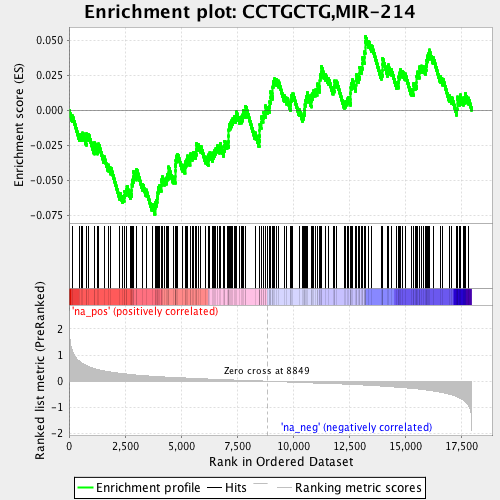 Enrichment plot: CCTGCTG,MIR-214
Enrichment score (ES)
0.050
0.025
0.000
-0.025
-0.050
-0.075
'na_pos' (positively correlated)
Ranked list metric (PreRanked)
2
1
0
-1
-2
Zero cross at 8849
'na_neg' (negatively correlated)
0
2,500
5,000
7,500
10,000
12,500
15,000
17,500
Rank in Ordered Dataset
Enrichment profile
Hits
Ranking metric scores